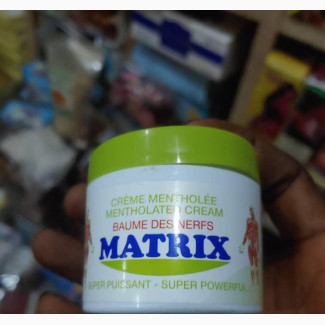 CRÈME MENTHOLÉE
MENTHOLATED CREAM
BAUME DES NERFS
MATRIX
SUPER PUISSANT - SUPER POWERFUL